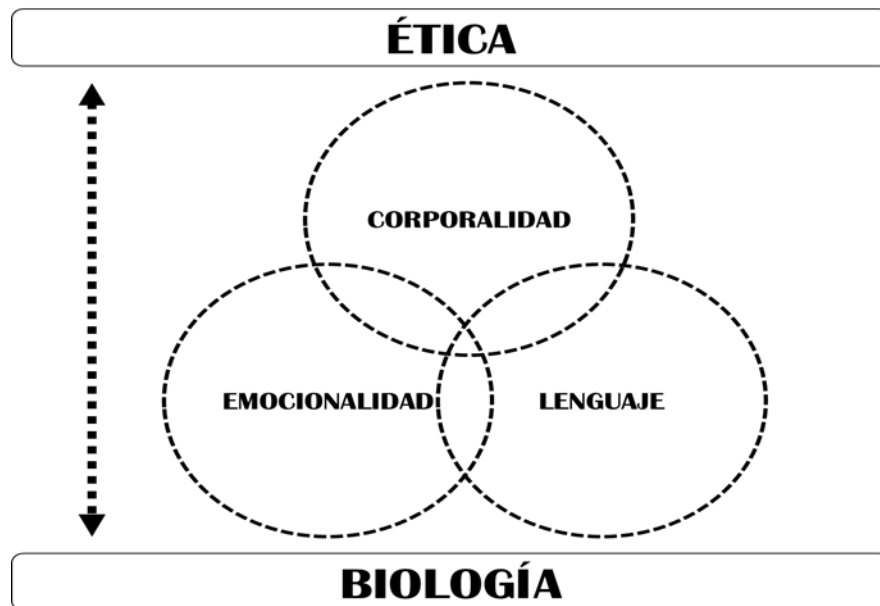 ÉTICA
CORPORALIDAD
EMOCIONALIDAD
LENGUAJE
BIOLOGÍA